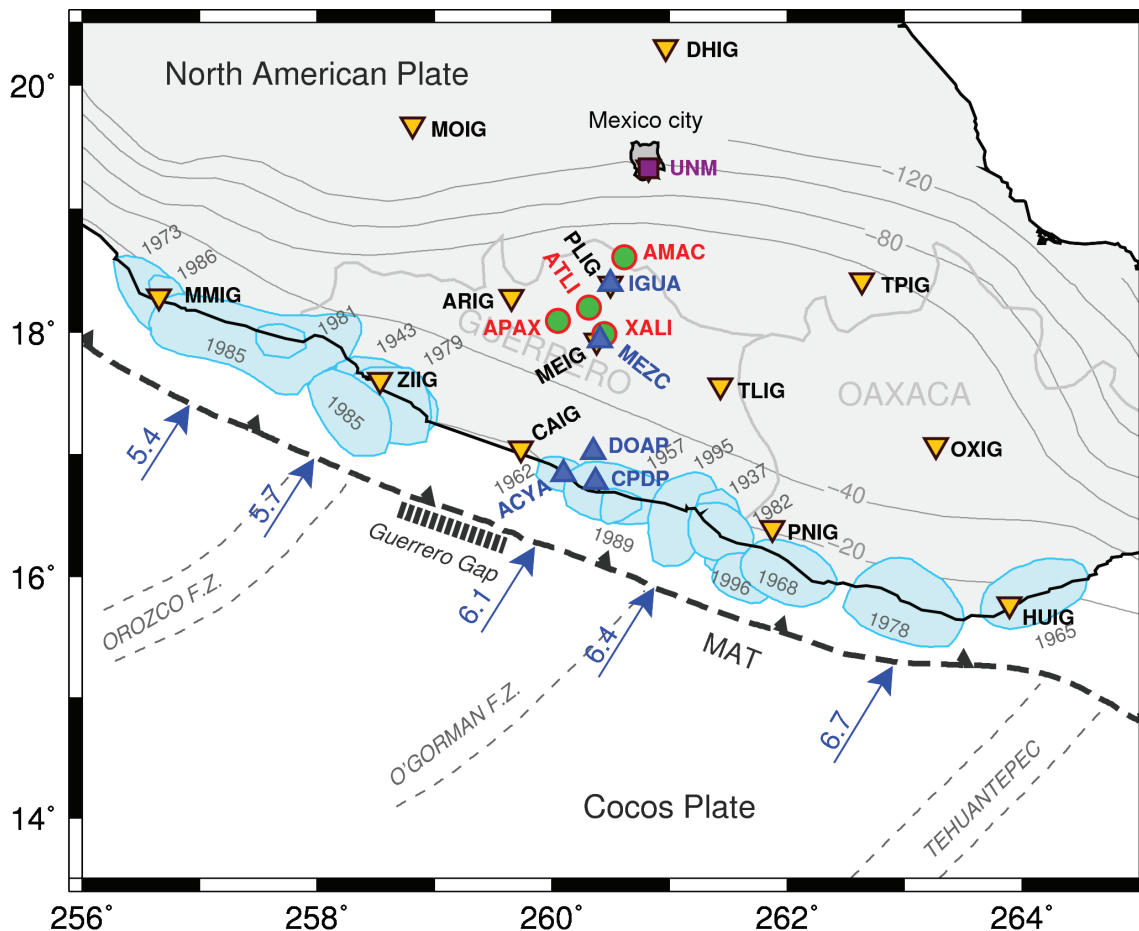 DHIG
20°
North American Plate
MOIG
Mexico city
UNM
-120
1973
-80
PLIG
AMAC
1986
ATLI
IGUA
TPIG
MMIG
ARIG
18°
1981
APAX
XALI
GUERRERO
1943
1985
1979
MEIG
MEZC
ZIIG
TLIG
OAXACA
1985
CAIG
5.4
DOAP
1957
1995
OXIG
1962
CPDP
1937
ACYA
-40
5.7
1982
PNIG
Guerrero Gap
1989
-20
16°
1996
1968
6.1
OROZCO F.Z.
1978
HUIG
1965
6.4
MAT
O'GORMAN F.Z.
6.7
14°
Cocos Plate
TEHUANTEPEC
256°
258°
260°
262°
264°